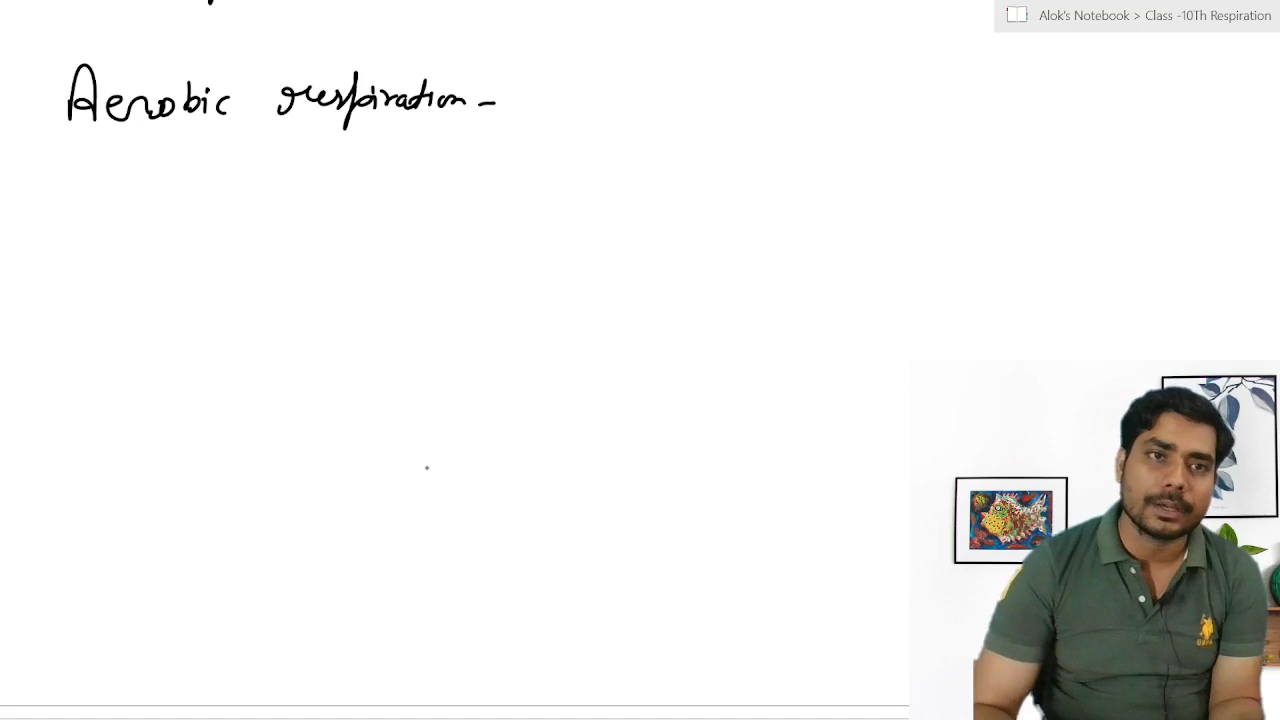 Alok's Notebook > Class -10Th Respiration
Aerobic respiration -